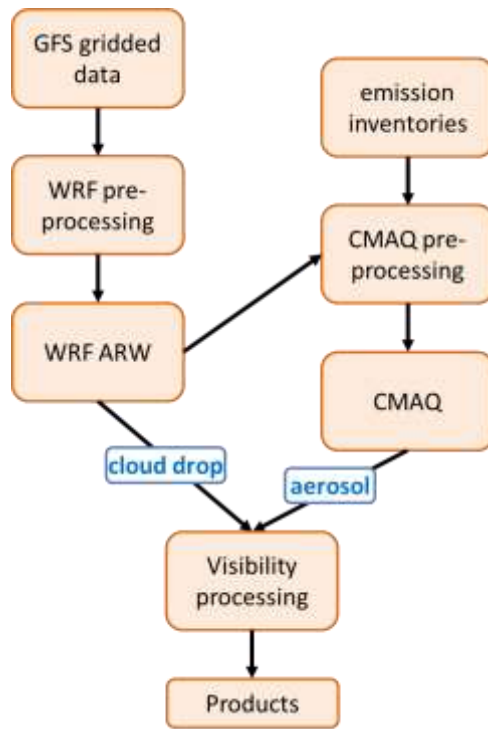 GFS gridded
data
emission
inventories
WRF pre-
processing
CMAQ pre-
processing
WRF ARW
CMAQ
cloud drop
aerosol
Visibility
processing
Products